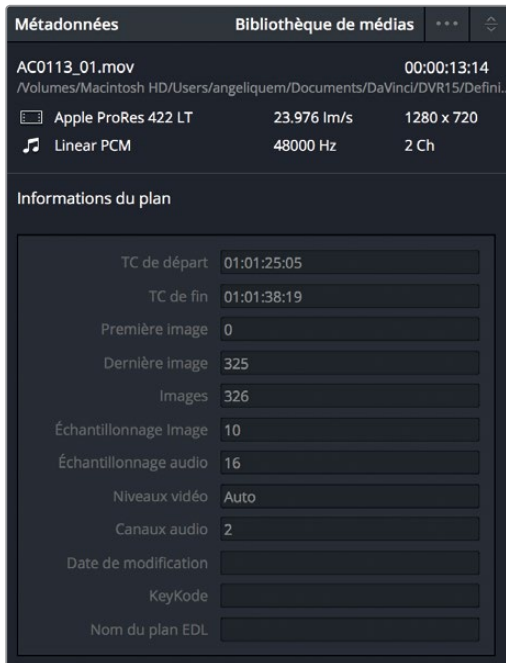 Métadonnées Bibliothèque de médias
AC0113_01.mov 00:00:13:14
/Volumes/Macintosh HD/Users/angeliquem/Documents/DaVinci/DVR15/Defini...
Apple ProRes 422 LT 23.976 Im/s 1280 x 720
Linear PCM 48000 Hz 2 Ch
Informations du plan
TC de départ 01:01:25:05
TC de fin 01:01:38:19
Première image 0
Dernière image 325
Images 326
Échantillonnage Image 10
Échantillonnage audio 16
Niveaux vidéo Auto
Canaux audio 2
Date de modification
KeyKode
Nom du plan EDL